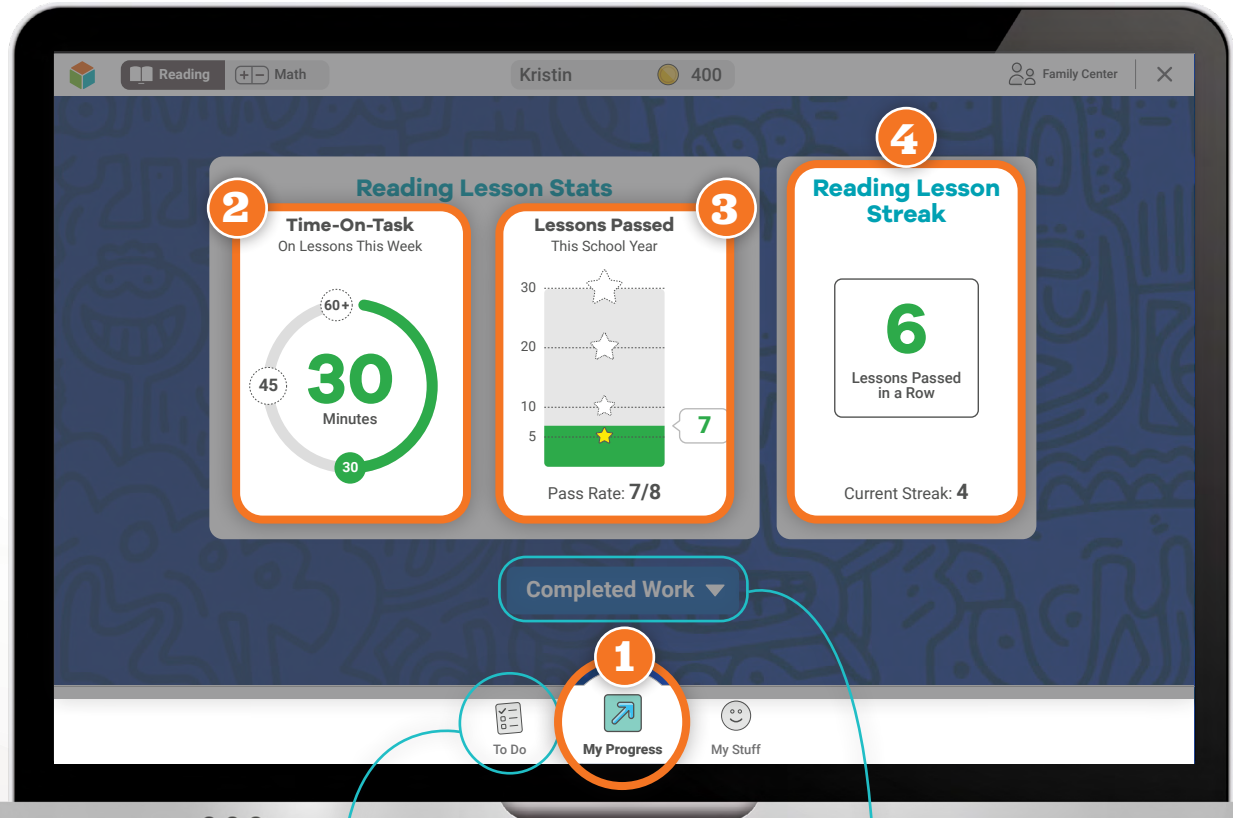 Reading
Math
Kristin
400
Family Center
4
2
Reading Lesson Stats
3
Reading Lesson
Streak
Time-On-Task
On Lessons This Week
60+
45
30
Minutes
30
Lessons Passed
This School Year
30
20
10
5
7
Pass Rate: 7/8
6
Lessons Passed
in a Row
Current Streak: 4
Completed Work
1
To Do
My Progress
My Stuff